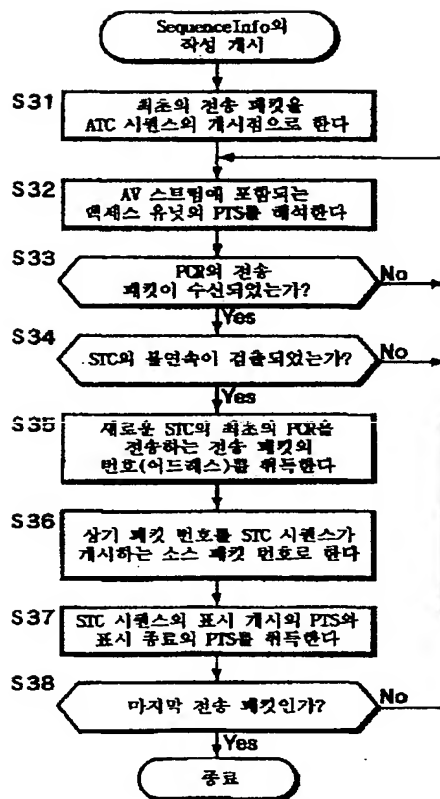 SequenceInfo의
작성 개시
S31
최초의 전송 패킷을
ATC 시퀀스의 개시점으로 한다
S32
AV 스트림에 포함되는
액세스 유닛의 PTS를 해석한다
S33
PCR의 전송
패킷이 수신되었는가?
No
Yes
S34
STC의 불연속이 검출되었는가?
No
Yes
S35
새로운 STC의 최초의 PCR을
전송하는 전송 패킷의
번호(어드레스)를 취득한다
S36
상기 패킷 번호를 STC 시퀀스가
개시하는 소스 패킷 번호로 한다
S37
STC 시퀀스의 표시 개시의 PTS와
표시 종료의 PTS를 취득한다
S38
마지막 전송 패킷인가?
No
Yes
종료